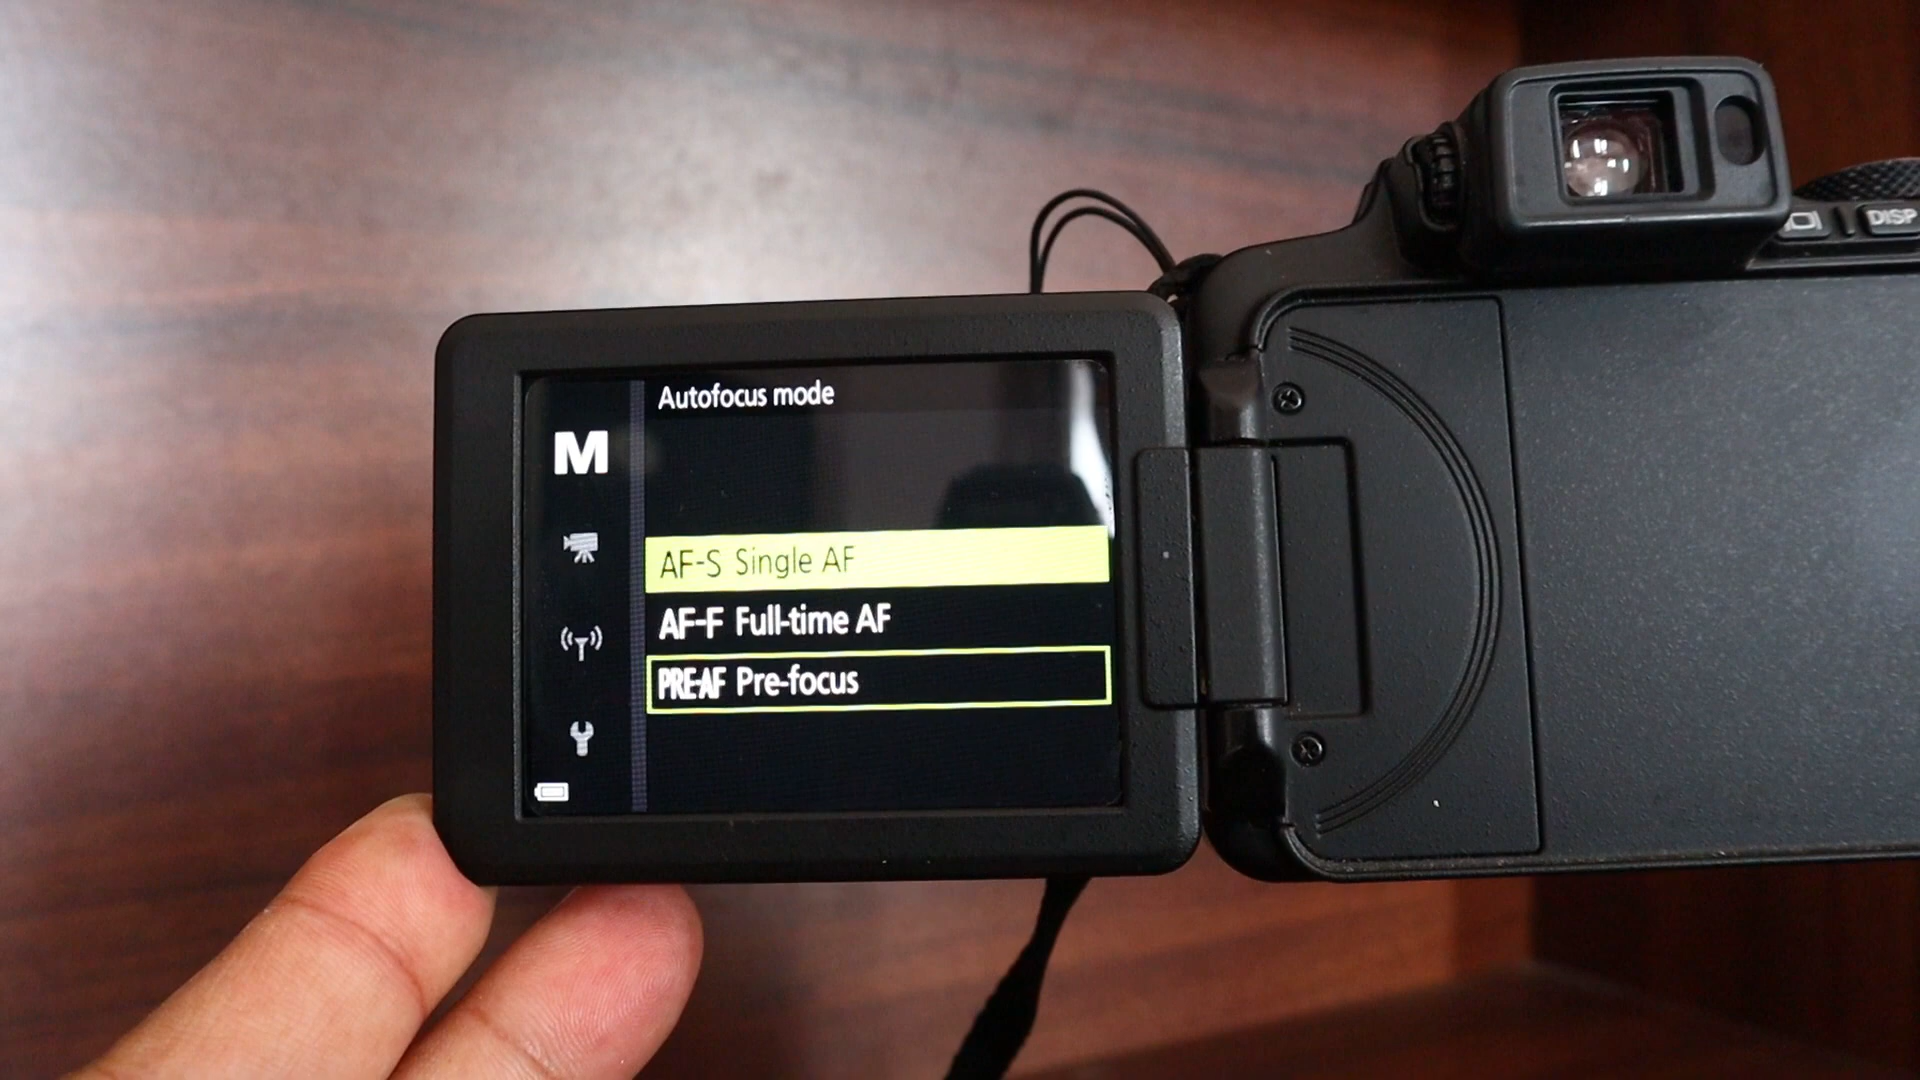 Autofocus mode
M
AF-S Single AF
AF-F Full-time AF
PRE-AF Pre-focus
DISP